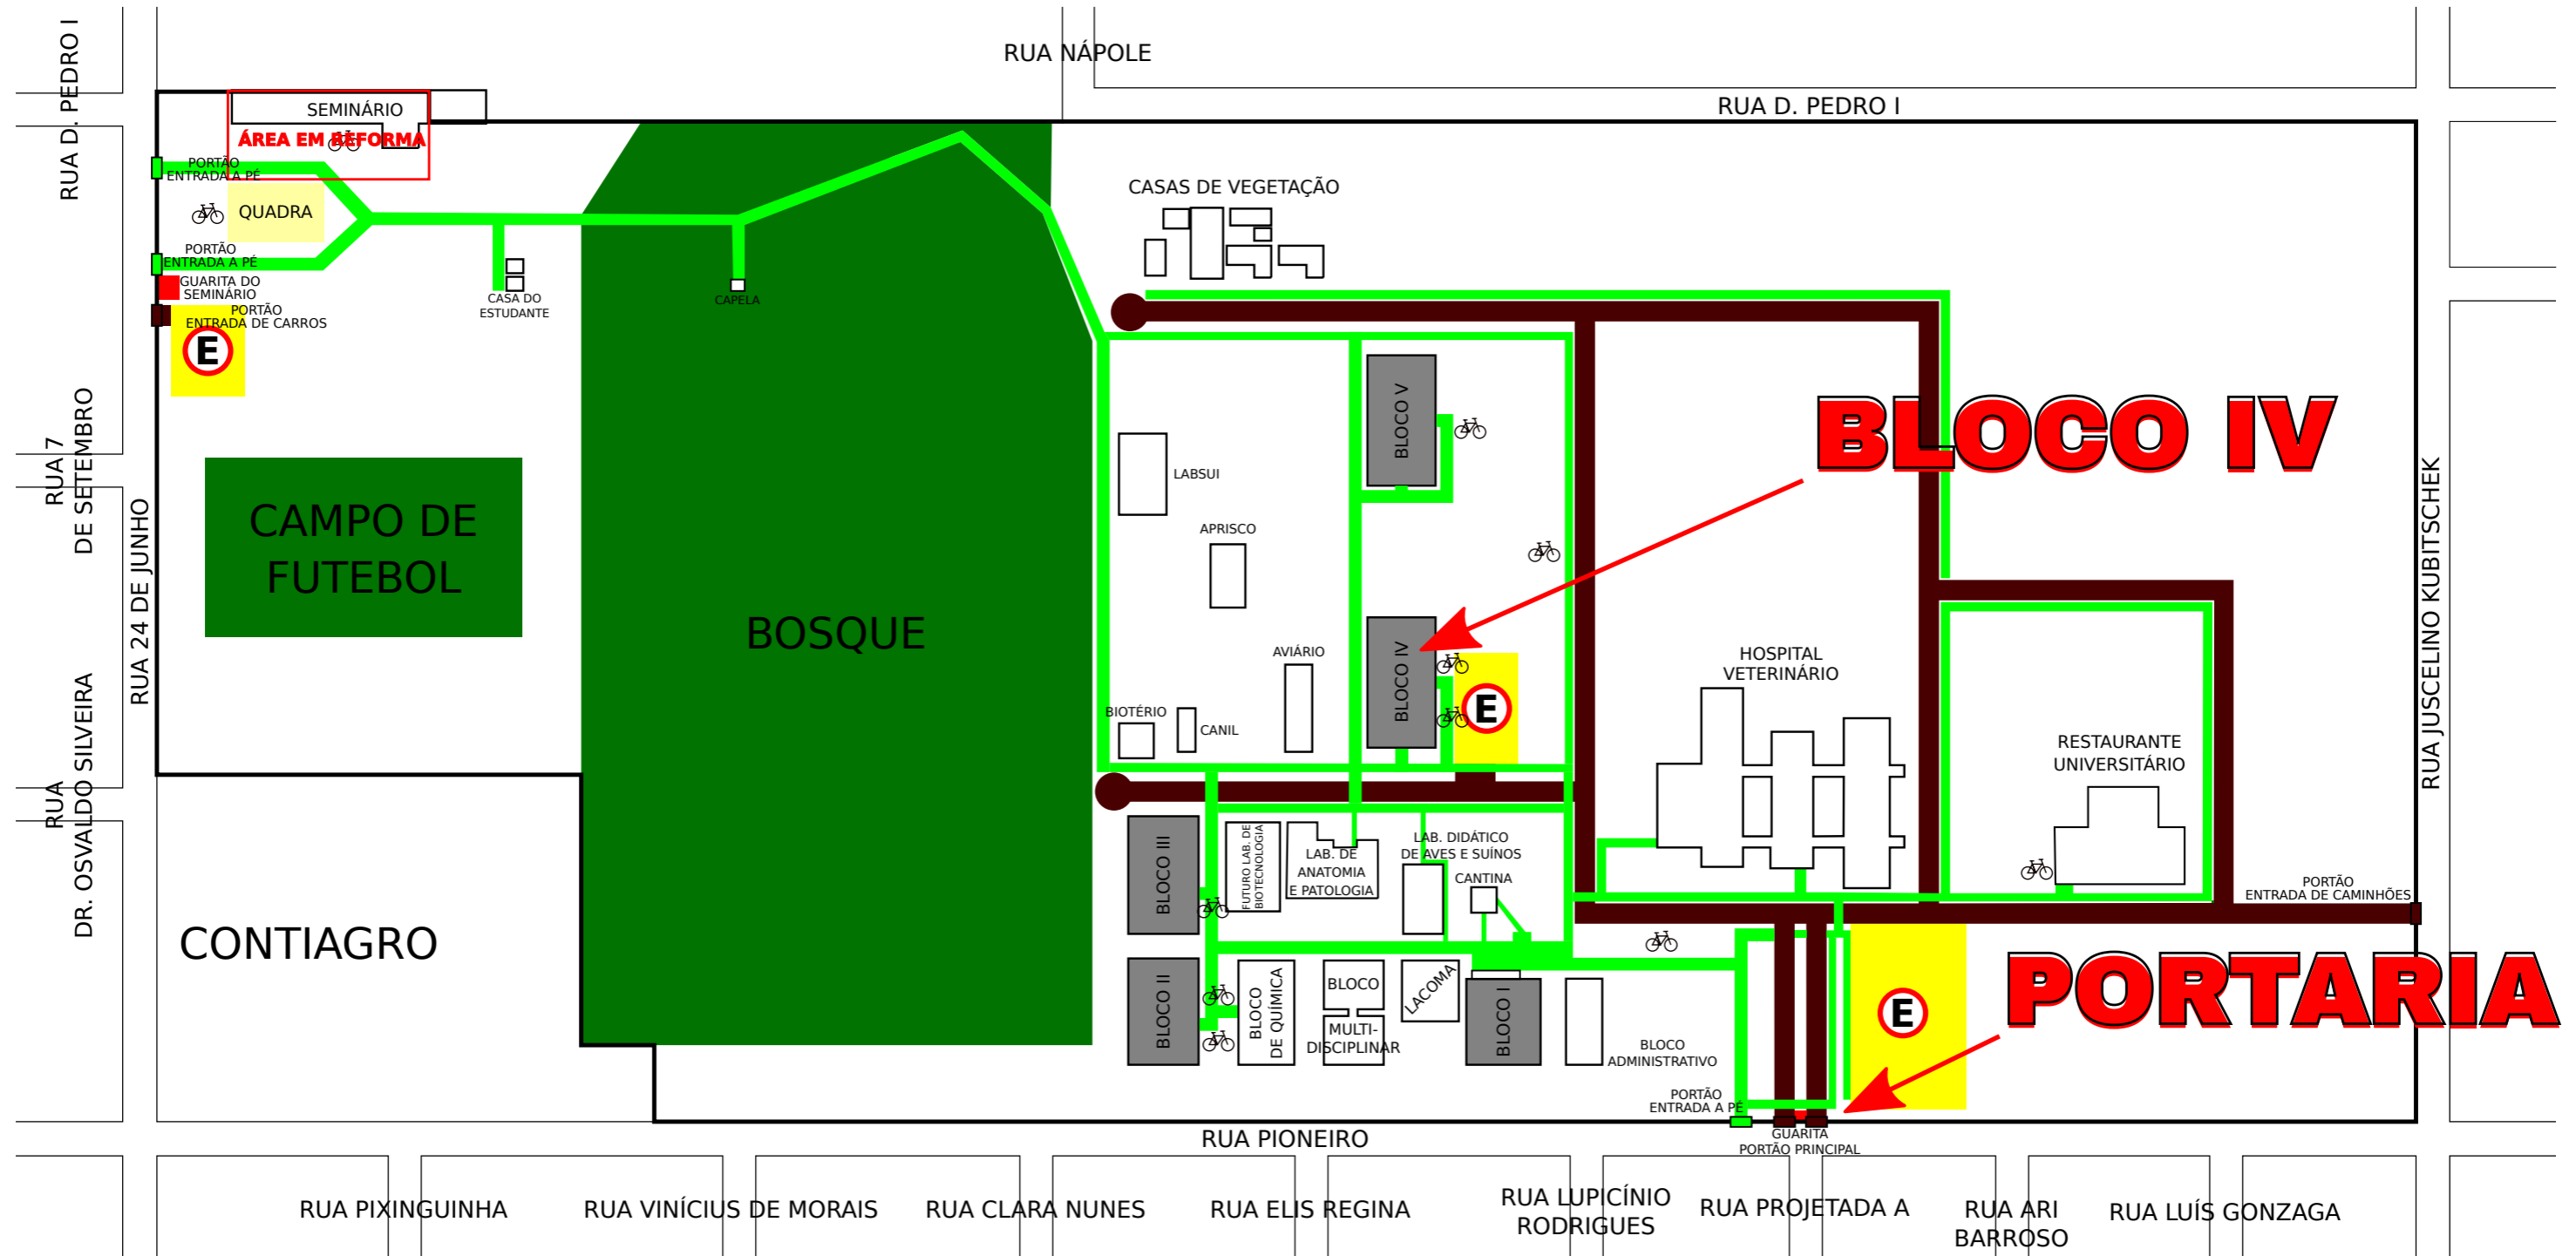 RUA NÁPOLE
RUA D. PEDRO I
RUA D. PEDRO I
SEMINÁRIO
ÁREA EM REFORMA
PORTÃO
ENTRADA A PÉ
QUADRA
PORTÃO
ENTRADA A PÉ
GUARITA DO
SEMINÁRIO
PORTÃO
ENTRADA DE CARROS
E
CASA DO
ESTUDANTE
CAPELA
CASAS DE VEGETAÇÃO
RUA 7
DE SETEMBRO
RUA 24 DE JUNHO
CAMPO DE
FUTEBOL
BOSQUE
LABSUI
APRISCO
AVIÁRIO
BIOTÉRIO
CANIL
BLOCO V
BLOCO IV
E
BLOCO IV
HOSPITAL
VETERINÁRIO
RESTAURANTE
UNIVERSITÁRIO
RUA JUSCELINO KUBITSCHEK
RUA
DR. OSVALDO SILVEIRA
CONTIAGRO
BLOCO III
FUTURO LAB. DE
BIOTECNOLOGIA
LAB. DE
ANATOMIA
E PATOLOGIA
LAB. DIDÁTICO
DE AVES E SUÍNOS
CANTINA
PORTÃO
ENTRADA DE CAMINHÕES
BLOCO II
BLOCO
DE QUÍMICA
BLOCO
MULTI-
DISCIPLINAR
LACOMA
BLOCO I
BLOCO
ADMINISTRATIVO
E
PORTARIA
PORTÃO
ENTRADA A PÉ
GUARITA
PORTÃO PRINCIPAL
RUA PIONEIRO
RUA PIXINGUINHA
RUA VINÍCIUS DE MORAIS
RUA CLARA NUNES
RUA ELIS REGINA
RUA LUPICÍNIO
RODRIGUES
RUA PROJETADA A
RUA ARI
BARROSO
RUA LUÍS GONZAGA